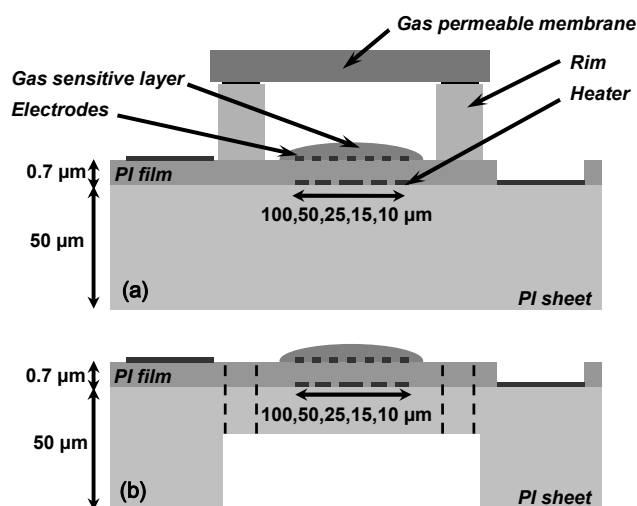 Gas permeable membrane
Gas sensitive layer
Rim
Electrodes
Heater
0.7 µm
PI film
100,50,25,15,10 µm
50 µm
(a)
PI sheet
0.7 µm
PI film
100,50,25,15,10 µm
50 µm
(b)
PI sheet